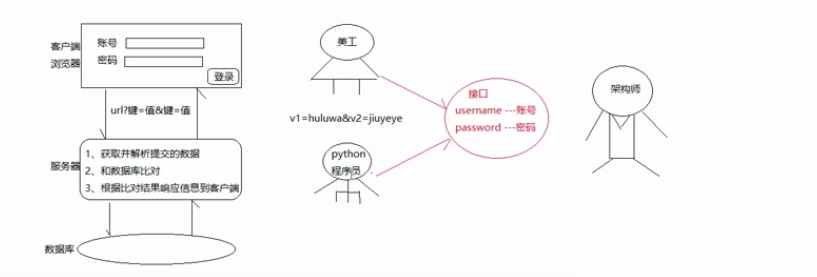 客户端
浏览器
账号
密码
登录
url?键=值&键=值
服务器
1、获取并解析提交的数据
2、和数据库比对
3、根据比对结果响应信息到客户端
数据库
美工
v1=huluwa&v2=jiuyeye
python
程序员
接口
username ---账号
password ---密码
架构师